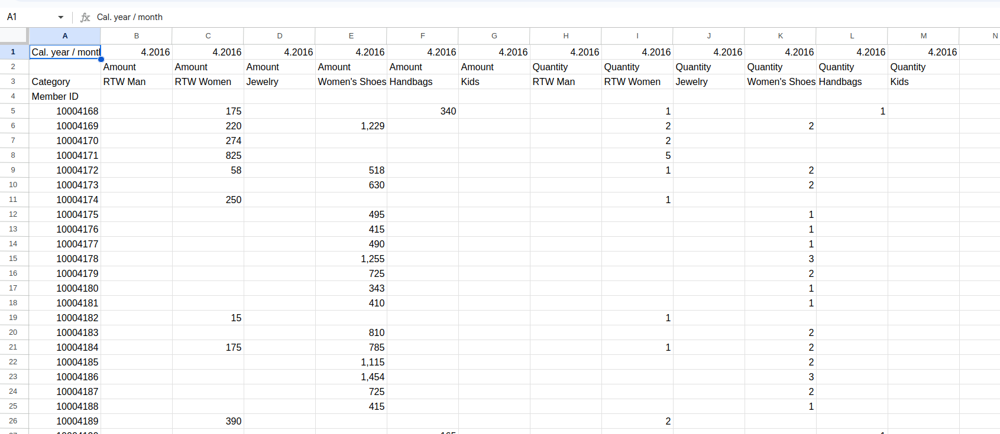 A1 fx Cal. year / month
A B C D E F G H I J K L M N
1 Cal. year / mont 4.2016 4.2016 4.2016 4.2016 4.2016 4.2016 4.2016 4.2016 4.2016 4.2016 4.2016 4.2016
2 Amount Amount Amount Amount Amount Amount Quantity Quantity Quantity Quantity Quantity Quantity
3 Category RTW Man RTW Women Jewelry Women's Shoes Handbags Kids RTW Man RTW Women Jewelry Women's Shoes Handbags Kids
4 Member ID
5 10004168 175 340 1 1
6 10004169 220 1,229 2 2
7 10004170 274 2
8 10004171 825 5
9 10004172 58 518 1 2
10 10004173 630 2
11 10004174 250 1
12 10004175 495 1
13 10004176 415 1
14 10004177 490 1
15 10004178 1,255 3
16 10004179 725 2
17 10004180 343 1
18 10004181 410 1
19 10004182 15 1
20 10004183 810 2
21 10004184 175 785 1 2
22 10004185 1,115 2
23 10004186 1,454 3
24 10004187 725 2
25 10004188 415 1
26 10004189 390 2